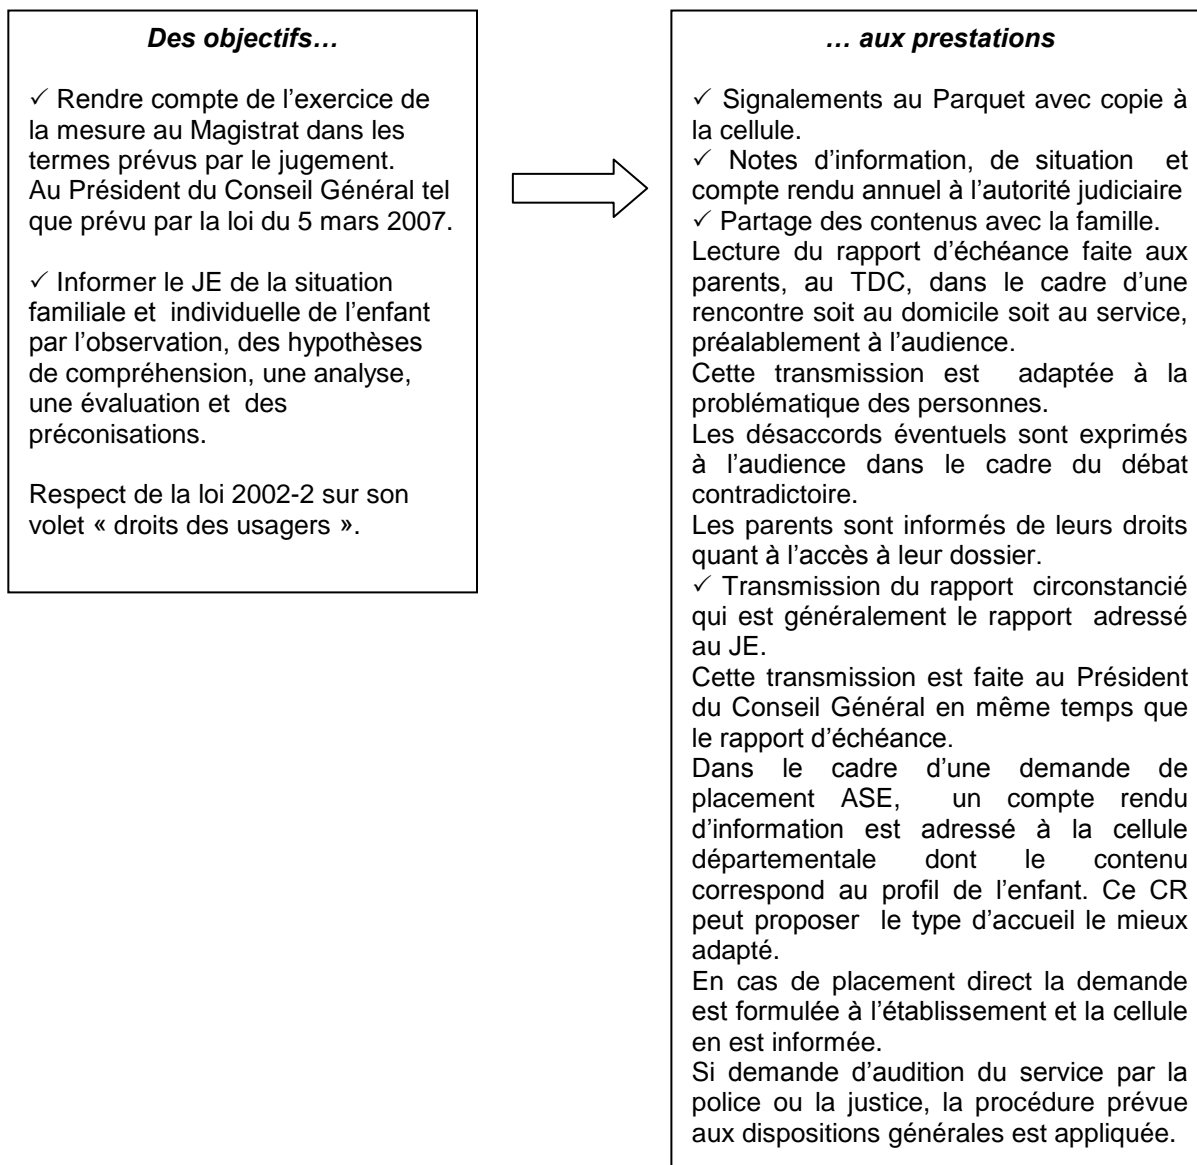 Des objectifs…
✓ Rendre compte de l’exercice de
la mesure au Magistrat dans les
termes prévus par le jugement.
Au Président du Conseil Général tel
que prévu par la loi du 5 mars 2007.
✓ Informer le JE de la situation
familiale et individuelle de l’enfant
par l’observation, des hypothèses
de compréhension, une analyse,
une évaluation et des
préconisations.
Respect de la loi 2002-2 sur son
volet « droits des usagers ».
… aux prestations
✓ Signalements au Parquet avec copie à
la cellule.
✓ Notes d’information, de situation et
compte rendu annuel à l’autorité judiciaire
✓ Partage des contenus avec la famille.
Lecture du rapport d’échéance faite aux
parents, au TDC, dans le cadre d’une
rencontre soit au domicile soit au service,
préalablement à l’audience.
Cette transmission est adaptée à la
problématique des personnes.
Les désaccords éventuels sont exprimés
à l’audience dans le cadre du débat
contradictoire.
Les parents sont informés de leurs droits
quant à l’accès à leur dossier.
✓ Transmission du rapport circonstancié
qui est généralement le rapport adressé
au JE.
Cette transmission est faite au Président
du Conseil Général en même temps que
le rapport d’échéance.
Dans le cadre d’une demande de
placement ASE, un compte rendu
d’information est adressé à la cellule
départementale dont le contenu
correspond au profil de l’enfant. Ce CR
peut proposer le type d’accueil le mieux
adapté.
En cas de placement direct la demande
est formulée à l’établissement et la cellule
en est informée.
Si demande d’audition du service par la
police ou la justice, la procédure prévue
aux dispositions générales est appliquée.